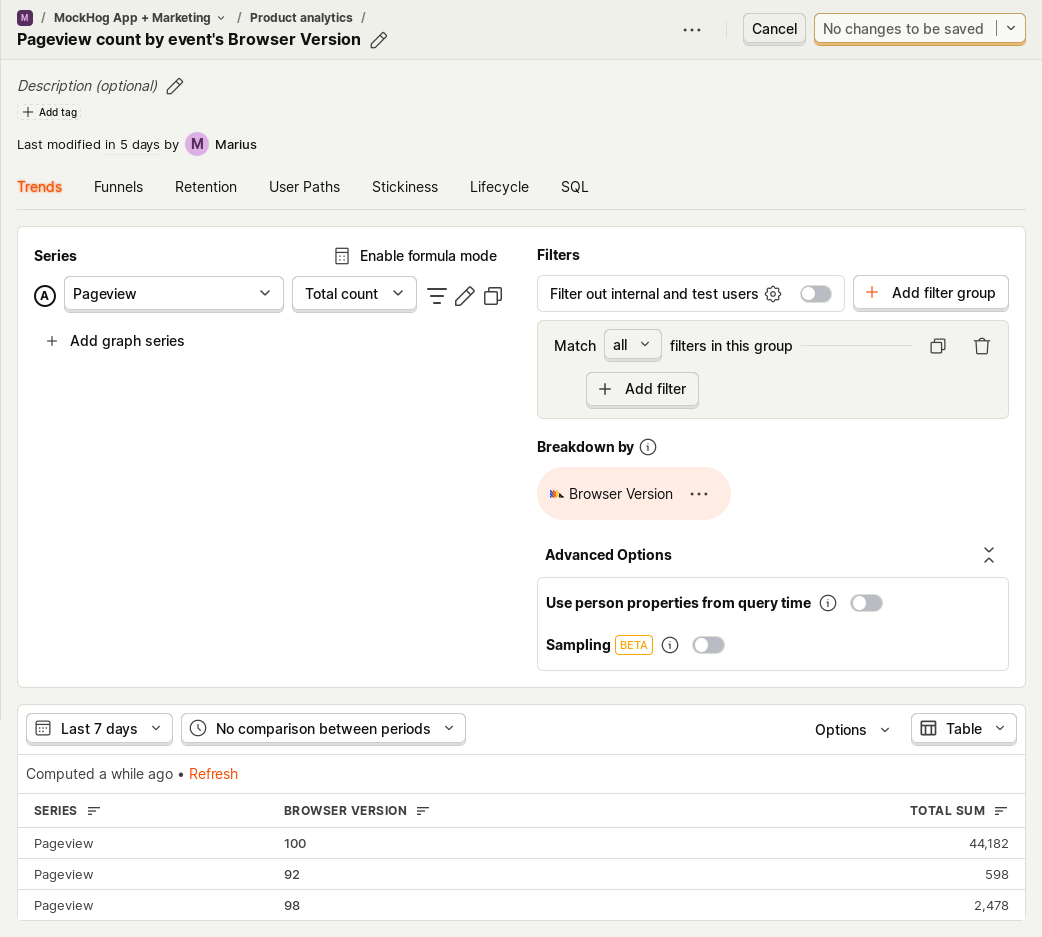 M / MockHog App + Marketing / Product analytics /
Pageview count by event's Browser Version
Cancel
No changes to be saved
Description (optional)
Add tag
Last modified in 5 days by M Marius
Trends Funnels Retention User Paths Stickiness Lifecycle SQL
Series
Enable formula mode
A Pageview Total count
+ Add graph series
Filters
Filter out internal and test users
+ Add filter group
Match all filters in this group
+ Add filter
Breakdown by i
Browser Version ...
Advanced Options
Use person properties from query time i
Sampling BETA i
Last 7 days No comparison between periods Options Table
Computed a while ago • Refresh
SERIES BROWSER VERSION TOTAL SUM
Pageview 100 44,182
Pageview 92 598
Pageview 98 2,478